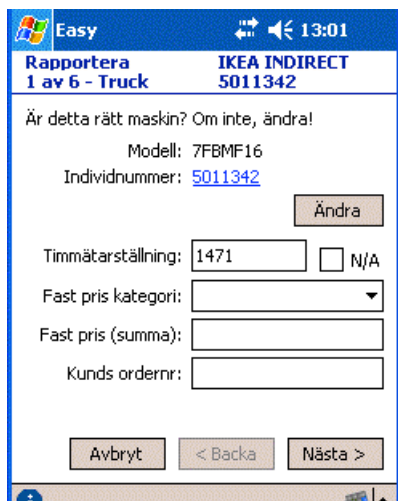 Easy 13:01
Rapportera IKEA INDIRECT
1 av 6 - Truck 5011342
Är detta rätt maskin? Om inte, ändra!
Modell: 7FBMF16
Individnummer: 5011342
Ändra
Timmätarställning: 1471 N/A
Fast pris kategori:
Fast pris (summa):
Kunds ordernr:
Avbryt < Backa Nästa >